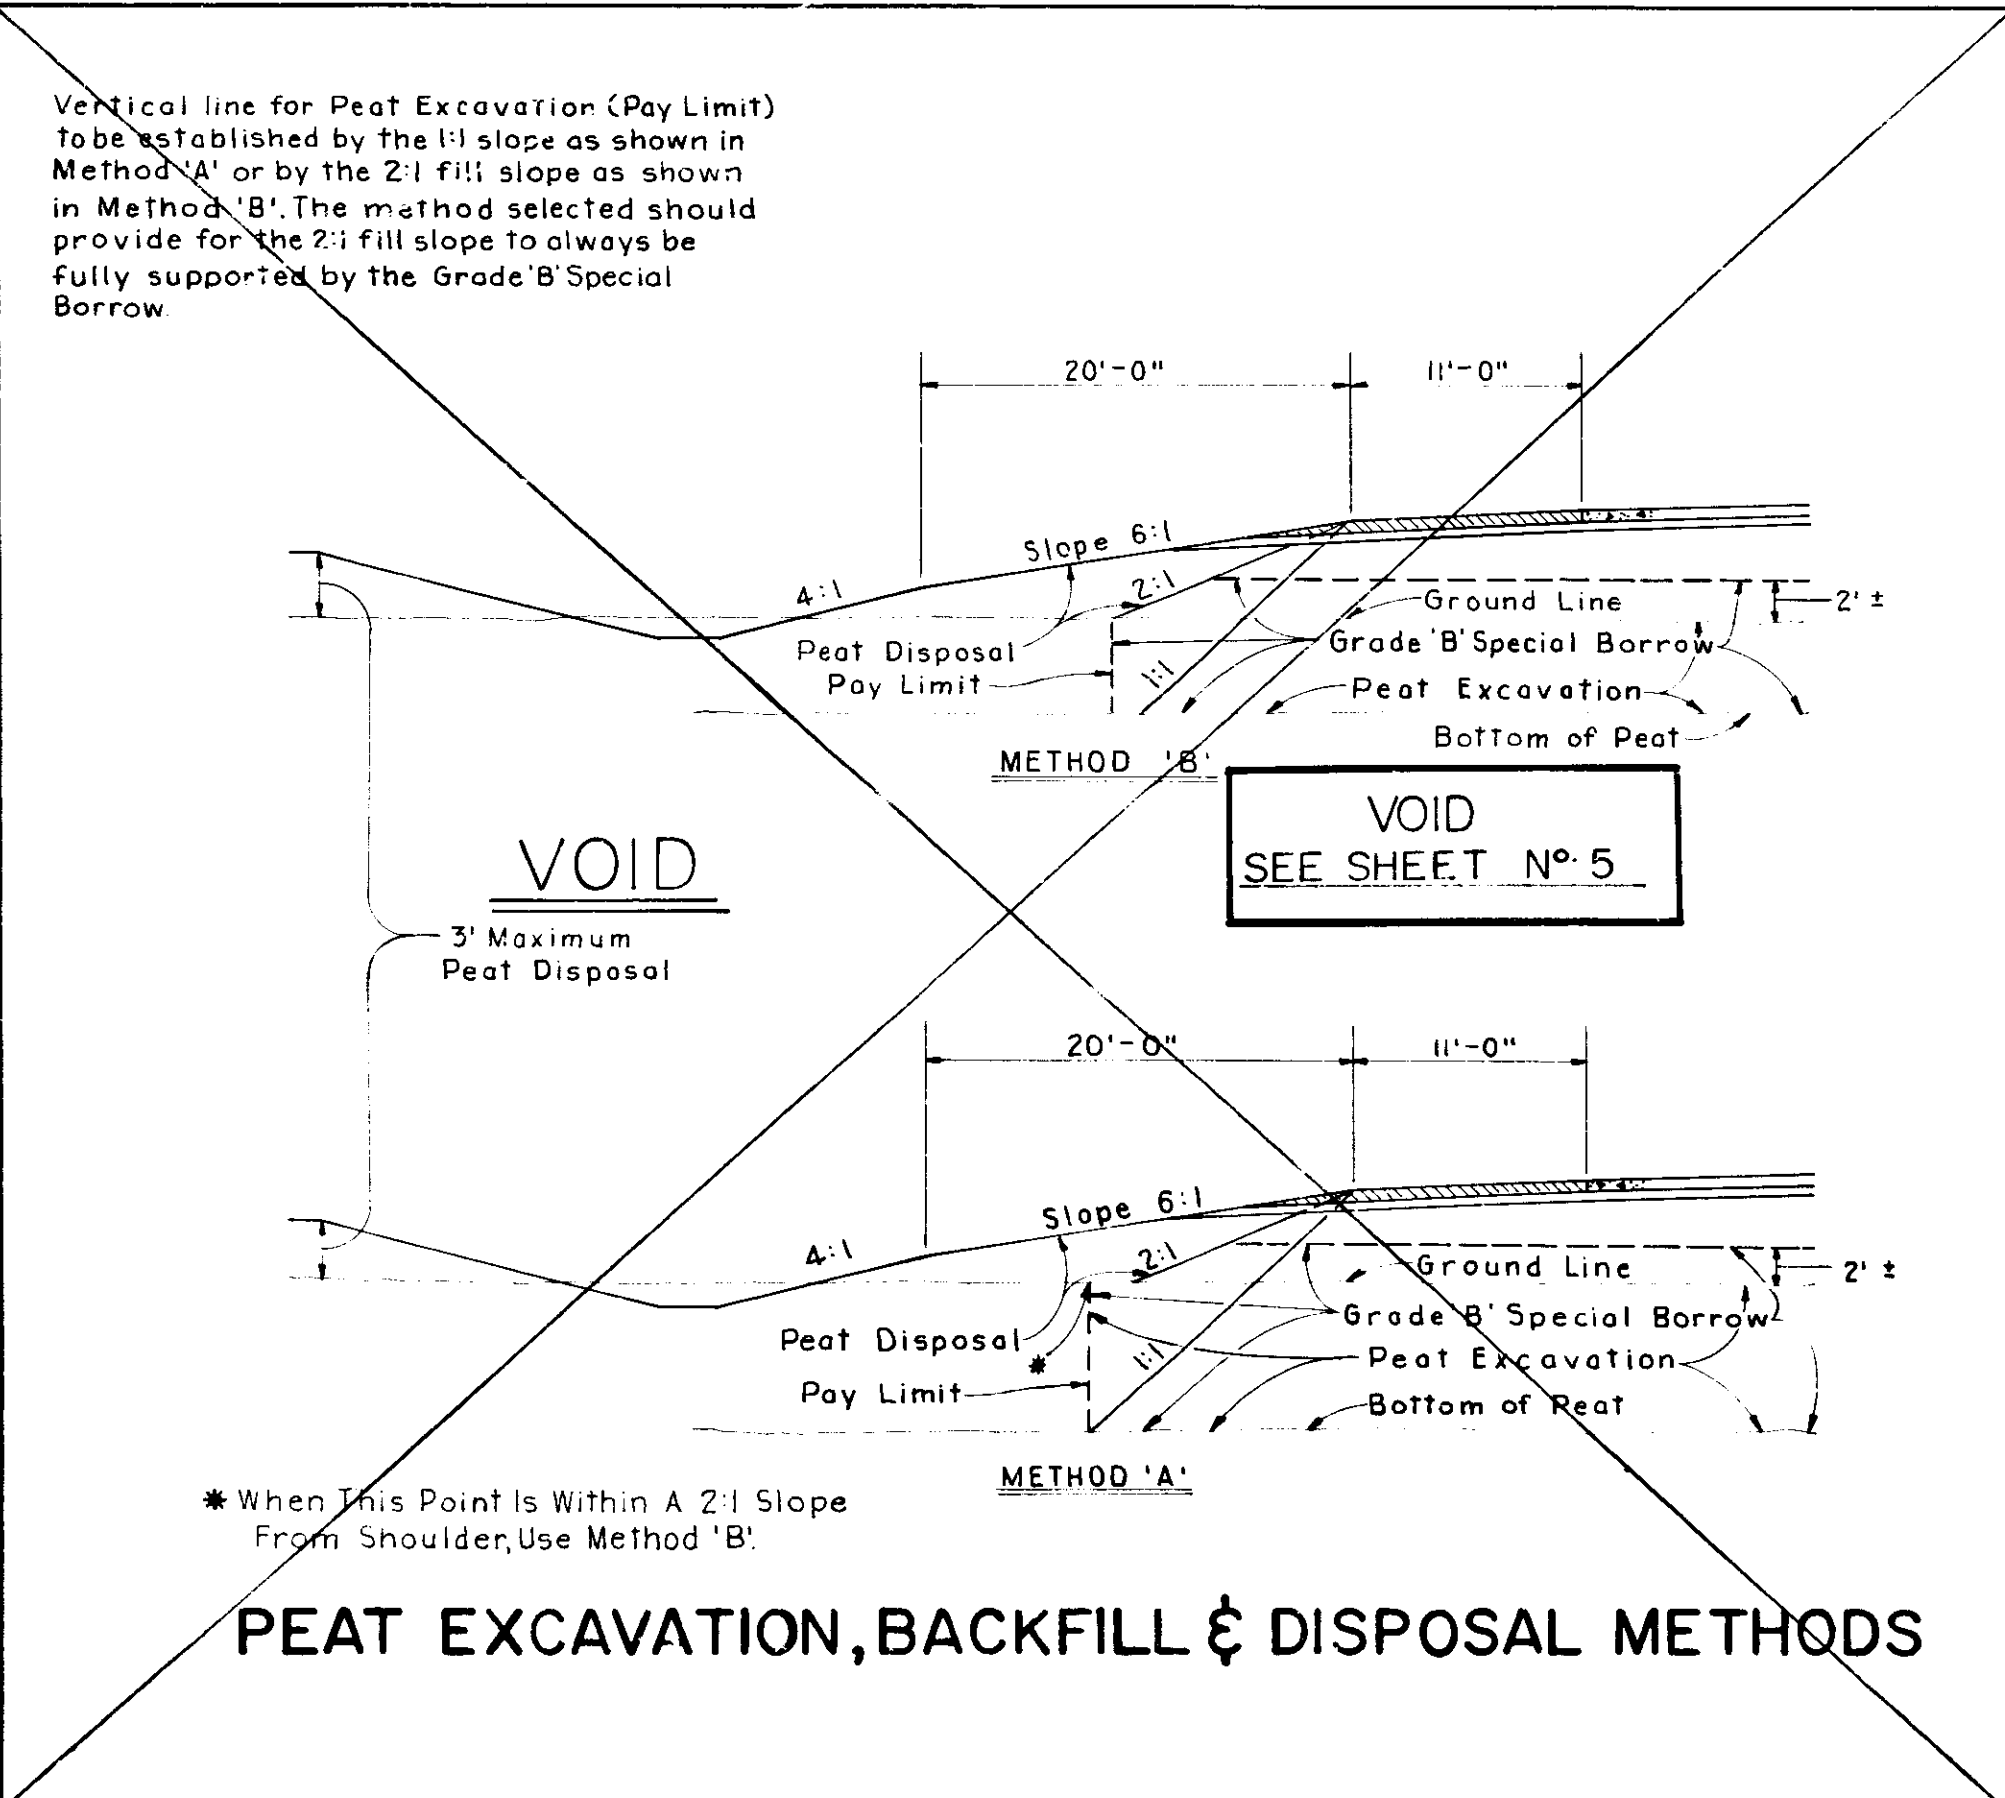 Vertical line for Peat Excavation (Pay Limit)
to be established by the 1:1 slope as shown in
Method 'A' or by the 2:1 fill slope as shown
in Method 'B'. The method selected should
provide for the 2:1 fill slope to always be
fully supported by the Grade 'B' Special
Borrow.
20'-0" 11'-0"
Slope 6:1
4:1
2:1
Ground Line
2' ±
Peat Disposal
Grade 'B' Special Borrow
Pay Limit
1:1
Peat Excavation
Bottom of Peat
METHOD 'B'
VOID
SEE SHEET Nº. 5
VOID
3' Maximum
Peat Disposal
20'-0" 11'-0"
Slope 6:1
4:1
2:1
Ground Line
2' ±
Grade 'B' Special Borrow
Peat Disposal
*
1:1
Peat Excavation
Pay Limit
Bottom of Peat
METHOD 'A'
* When This Point Is Within A 2:1 Slope
From Shoulder, Use Method 'B'.
PEAT EXCAVATION, BACKFILL & DISPOSAL METHODS